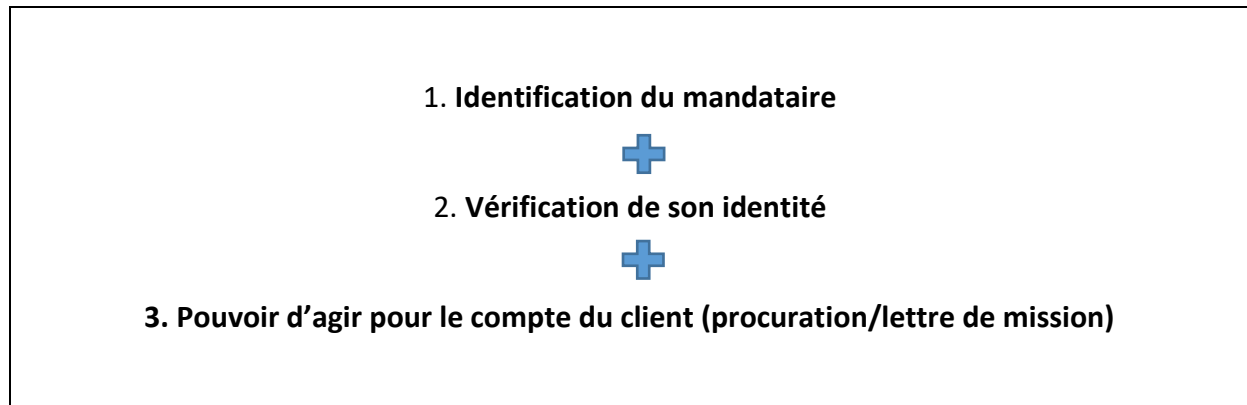 1. Identification du mandataire
2. Vérification de son identité
3. Pouvoir d’agir pour le compte du client (procuration/lettre de mission)